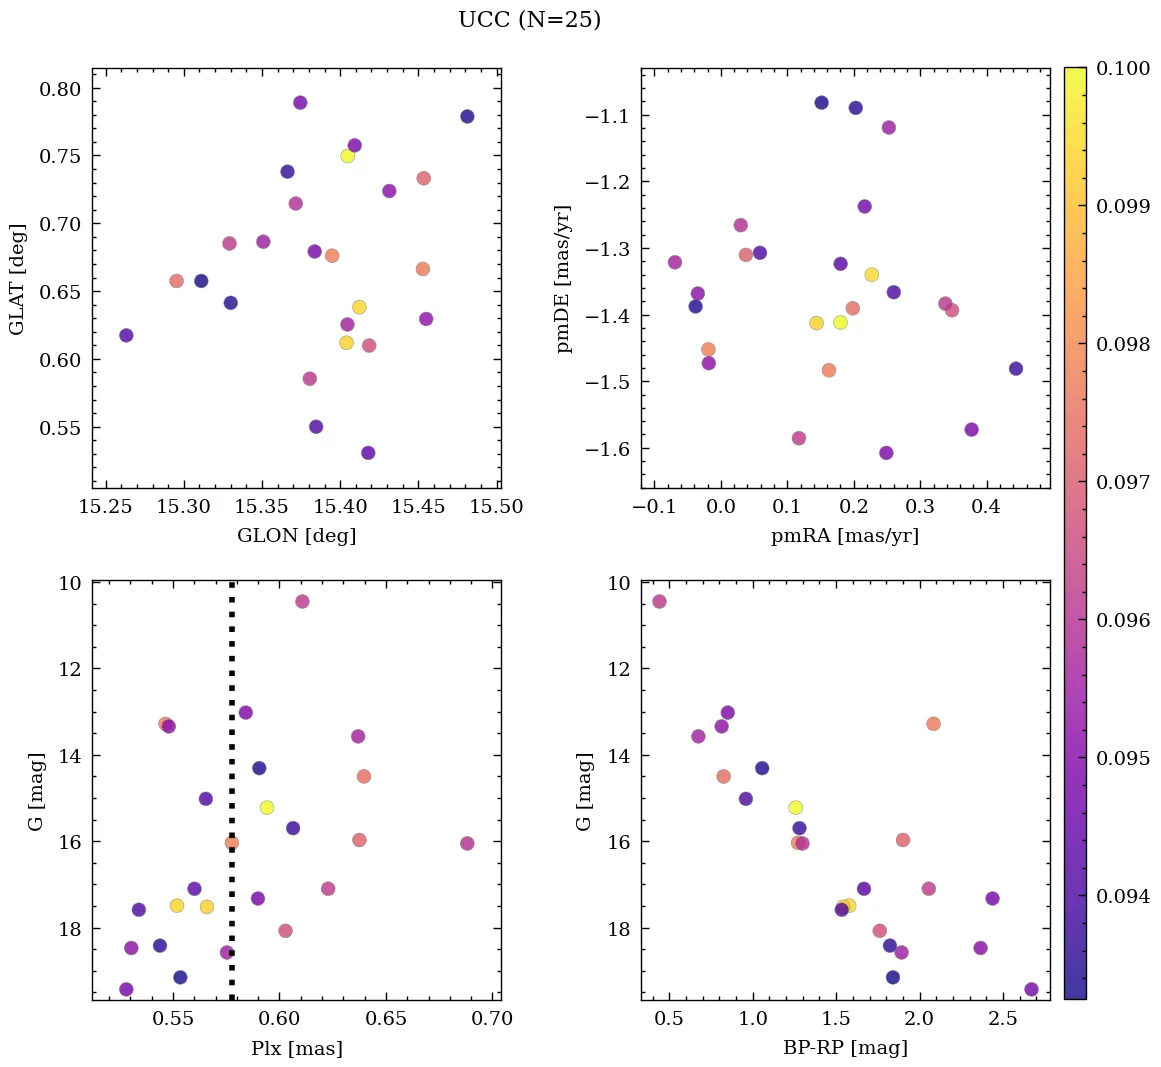 UCC (N=25)
0.80
0.75
0.70
0.65
0.60
0.55
GLAT [deg]
15.25 15.30 15.35 15.40 15.45 15.50
GLON [deg]
−1.1
−1.2
−1.3
−1.4
−1.5
−1.6
pmDE [mas/yr]
−0.1 0.0 0.1 0.2 0.3 0.4
pmRA [mas/yr]
0.100
0.099
0.098
0.097
0.096
0.095
0.094
10
12
14
16
18
G [mag]
0.55 0.60 0.65 0.70
Plx [mas]
10
12
14
16
18
G [mag]
0.5 1.0 1.5 2.0 2.5
BP-RP [mag]